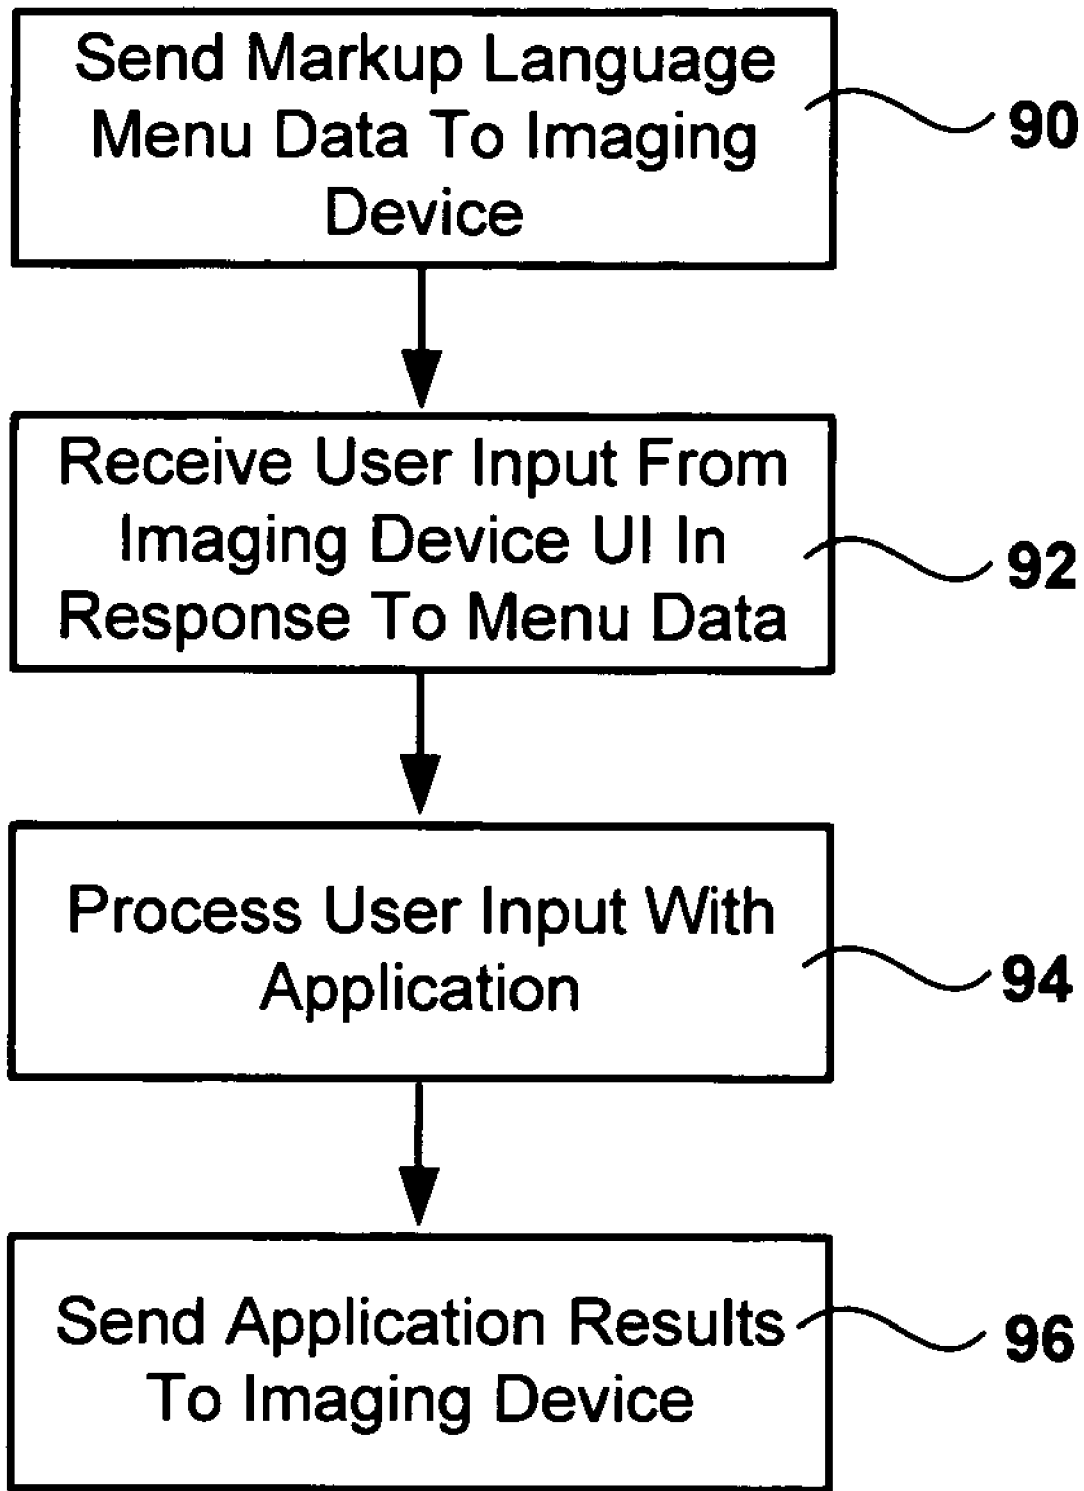 Send Markup Language
Menu Data To Imaging
Device
90
Receive User Input From
Imaging Device UI In
Response To Menu Data
92
Process User Input With
Application
94
Send Application Results
To Imaging Device
96